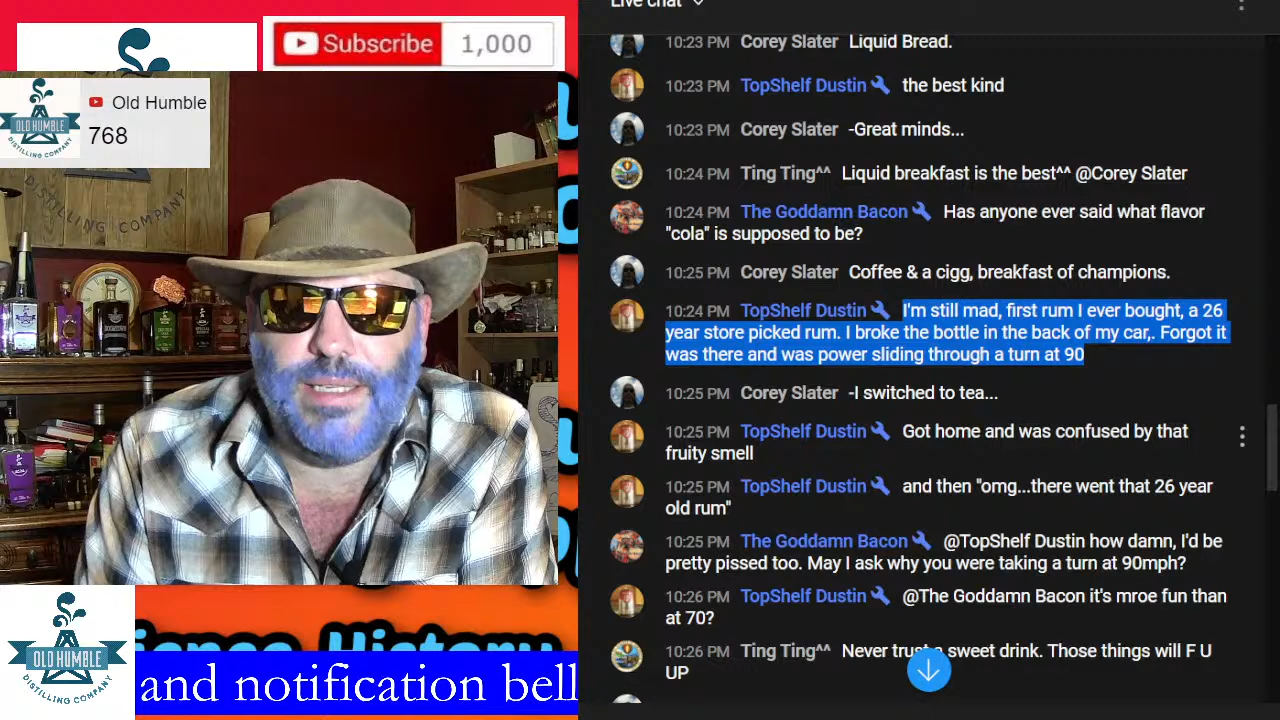 Subscribe 1,000
Old Humble
768
OLD HUMBLE
DISTILLING COMPANY
DISTILLING COMPANY
OLD HUMBLE
DISTILLING COMPANY
and notification bell
Live chat
10:23 PM Corey Slater Liquid Bread.
10:23 PM TopShelf Dustin the best kind
10:23 PM Corey Slater -Great minds...
10:24 PM Ting Ting^^ Liquid breakfast is the best^^ @Corey Slater
10:24 PM The Goddamn Bacon Has anyone ever said what flavor
"cola" is supposed to be?
10:25 PM Corey Slater Coffee & a cigg, breakfast of champions.
10:24 PM TopShelf Dustin I'm still mad, first rum I ever bought, a 26
year store picked rum. I broke the bottle in the back of my car,. Forgot it
was there and was power sliding through a turn at 90
10:25 PM Corey Slater -I switched to tea...
10:25 PM TopShelf Dustin Got home and was confused by that
fruity smell
10:25 PM TopShelf Dustin and then "omg...there went that 26 year
old rum"
10:25 PM The Goddamn Bacon @TopShelf Dustin how damn, I'd be
pretty pissed too. May I ask why you were taking a turn at 90mph?
10:26 PM TopShelf Dustin @The Goddamn Bacon it's mroe fun than
at 70?
10:26 PM Ting Ting^^ Never trust a sweet drink. Those things will F U
UP